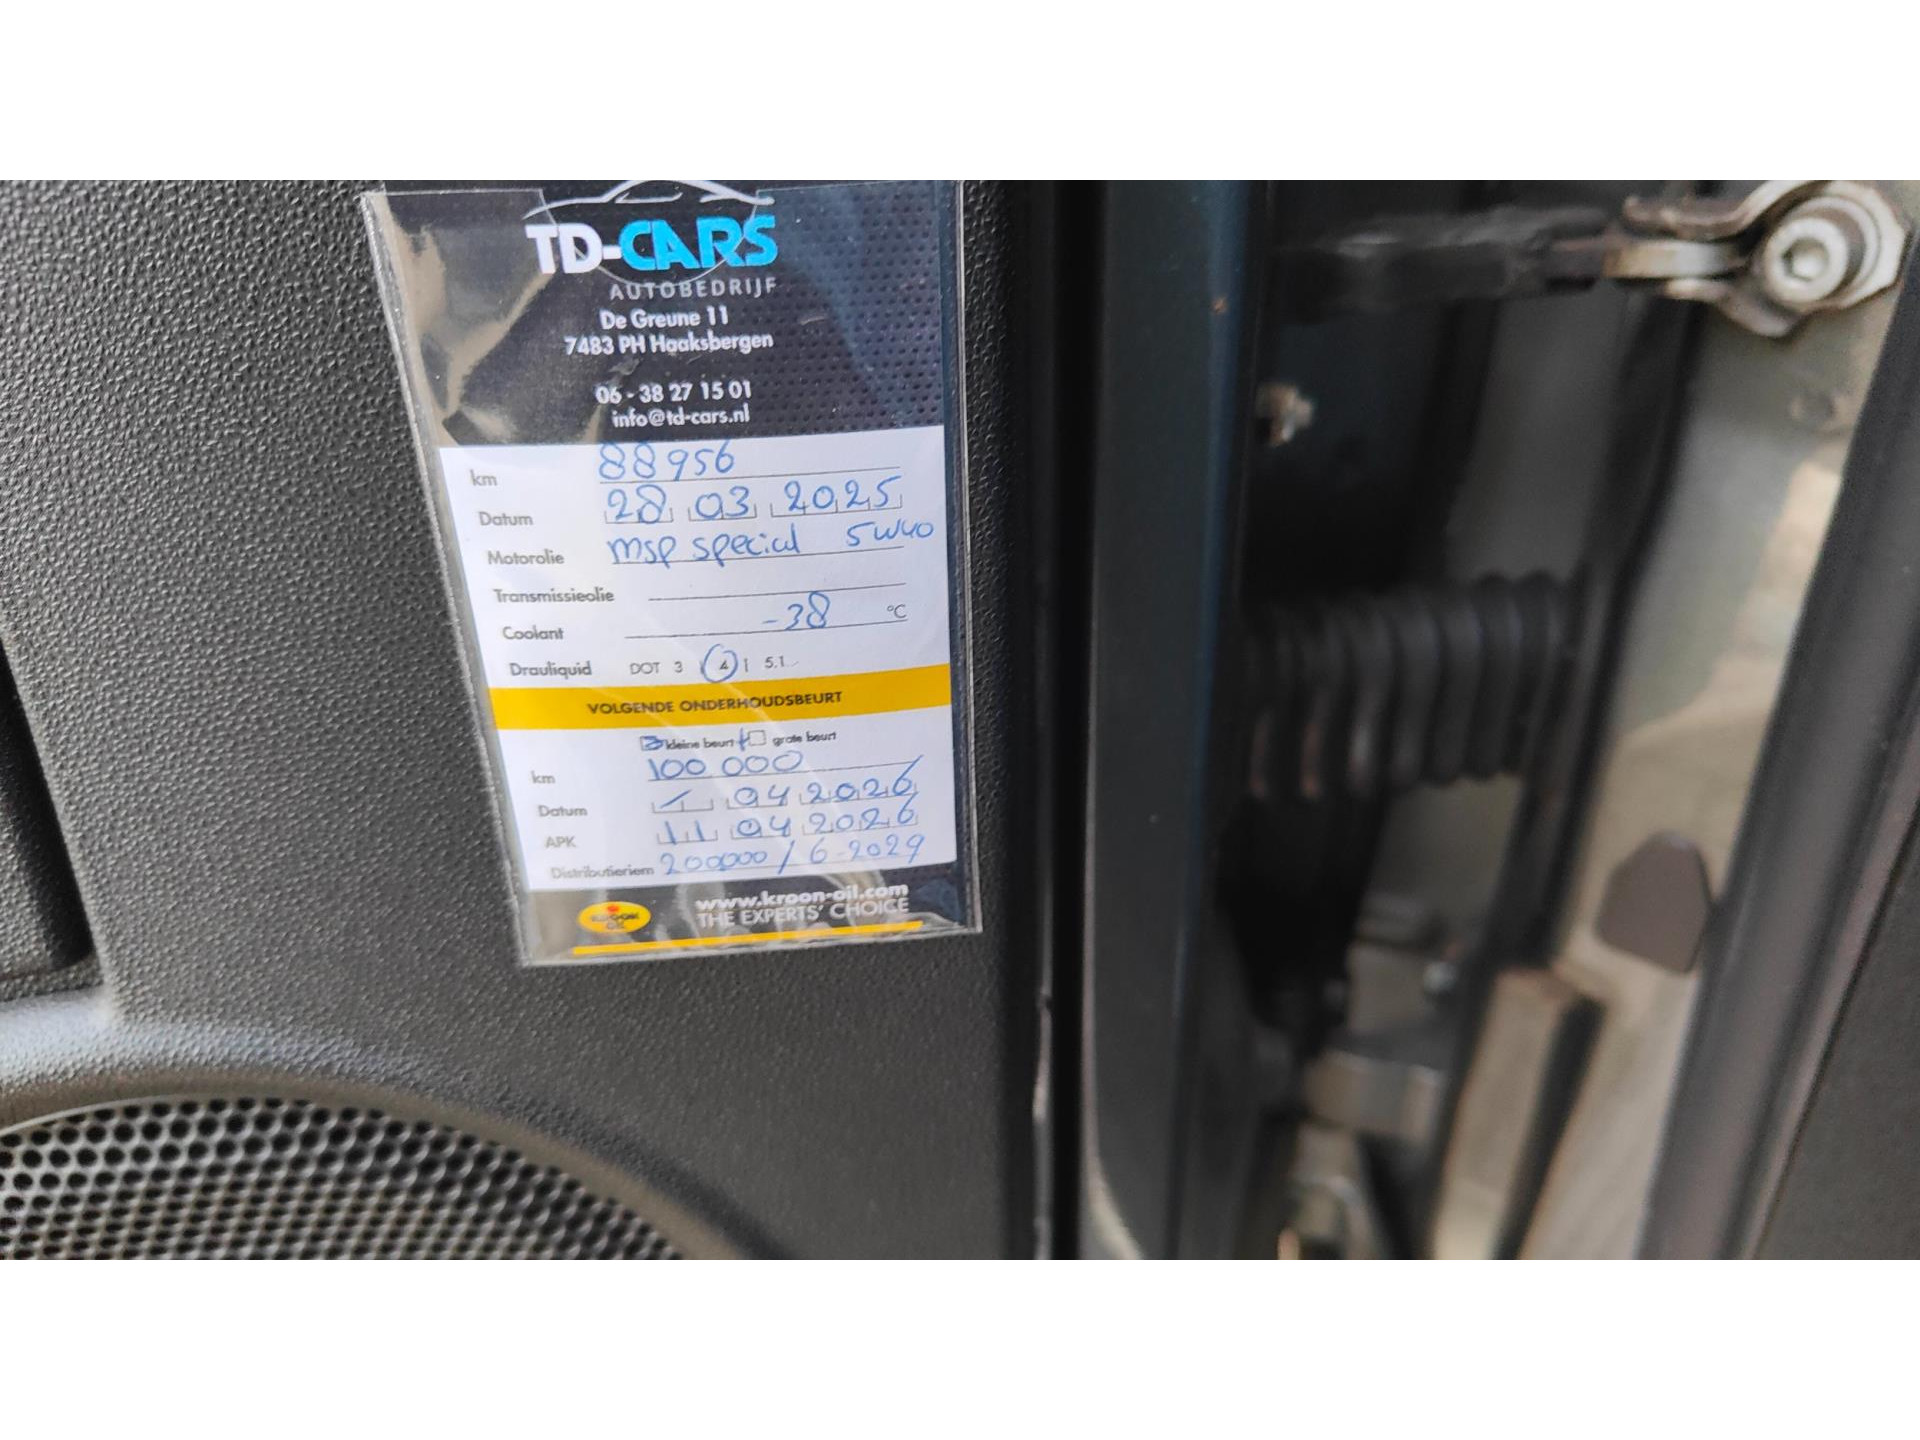 TD-CARS
AUTOBEDRIJF
De Greune 11
7483 PH Haaksbergen
06 - 38 27 15 01
info@td-cars.nl
km 88956
Datum 28 03 2025
Motorolie msp special 5W40
Transmissieolie
Coolant -38 °C
Drauliquid DOT 3 | 4 | 5.1
VOLGENDE ONDERHOUDSBEURT
kleine beurt + grote beurt
km 100.000
Datum 1 04 2026
APK 11 04 2026
Distributieriem 200000 / 6-2029
KROON OIL
www.kroon-oil.com
THE EXPERTS' CHOICE